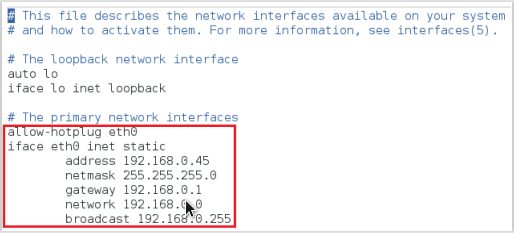 # This file describes the network interfaces available on your system
# and how to activate them. For more information, see interfaces(5).
# The loopback network interface
auto lo
iface lo inet loopback
# The primary network interfaces
allow-hotplug eth0
iface eth0 inet static
address 192.168.0.45
netmask 255.255.255.0
gateway 192.168.0.1
network 192.168.0.0
broadcast 192.168.0.255